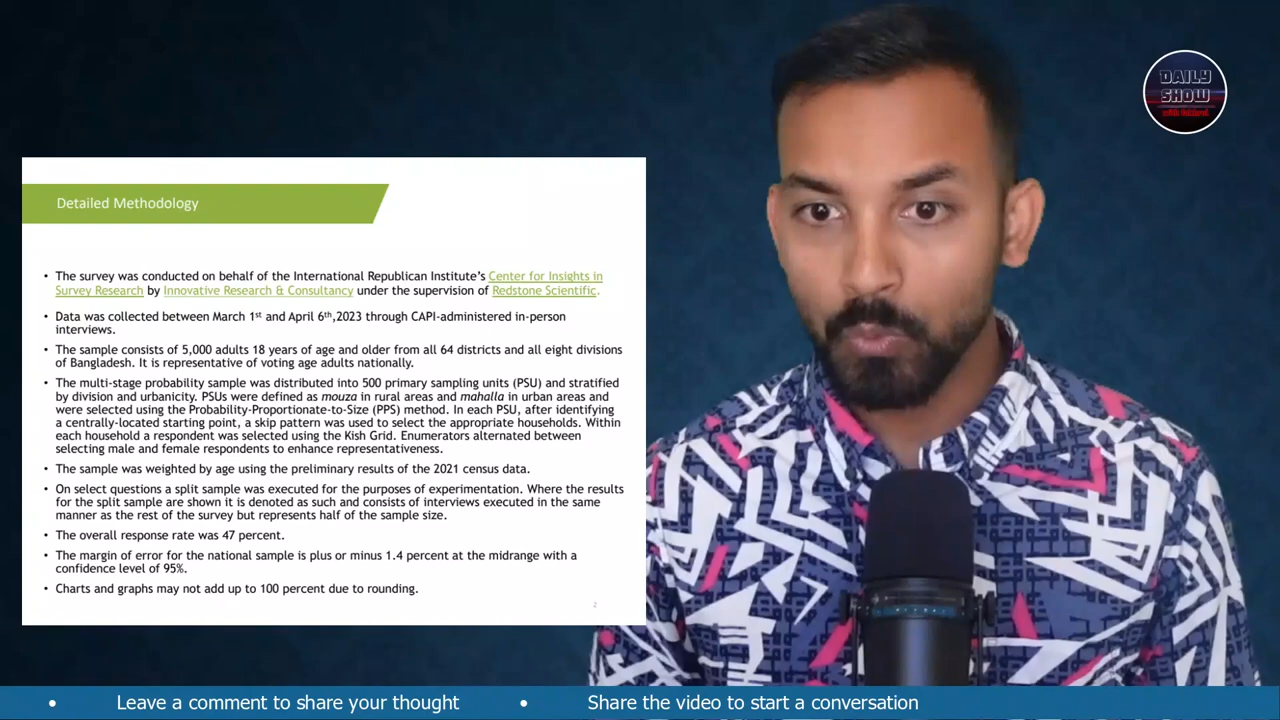 DAILY
SHOW
Detailed Methodology
• The survey was conducted on behalf of the International Republican Institute's Center for Insights in
Survey Research by Innovative Research & Consultancy under the supervision of Redstone Scientific.
• Data was collected between March 1st and April 6th,2023 through CAPI-administered in-person
interviews.
• The sample consists of 5,000 adults 18 years of age and older from all 64 districts and all eight divisions
of Bangladesh. It is representative of voting age adults nationally.
• The multi-stage probability sample was distributed into 500 primary sampling units (PSU) and stratified
by division and urbanicity. PSUs were defined as mouza in rural areas and mahalla in urban areas and
were selected using the Probability-Proportionate-to-Size (PPS) method. In each PSU, after identifying
a centrally-located starting point, a skip pattern was used to select the appropriate households. Within
each household a respondent was selected using the Kish Grid. Enumerators alternated between
selecting male and female respondents to enhance representativeness.
• The sample was weighted by age using the preliminary results of the 2021 census data.
• On select questions a split sample was executed for the purposes of experimentation. Where the results
for the split sample are shown it is denoted as such and consists of interviews executed in the same
manner as the rest of the survey but represents half of the sample size.
• The overall response rate was 47 percent.
• The margin of error for the national sample is plus or minus 1.4 percent at the midrange with a
confidence level of 95%.
• Charts and graphs may not add up to 100 percent due to rounding.
2
• Leave a comment to share your thought • Share the video to start a conversation